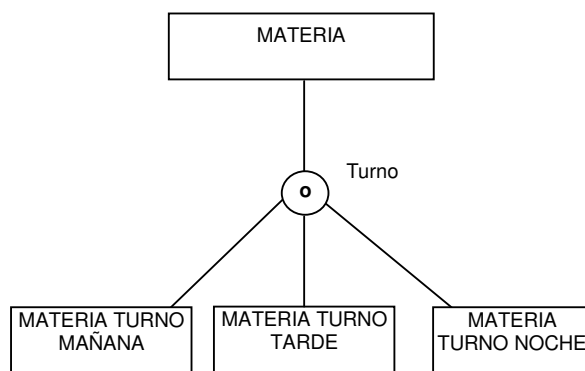 MATERIA
Turno
o
MATERIA TURNO
MAÑANA
MATERIA TURNO
TARDE
MATERIA
TURNO NOCHE